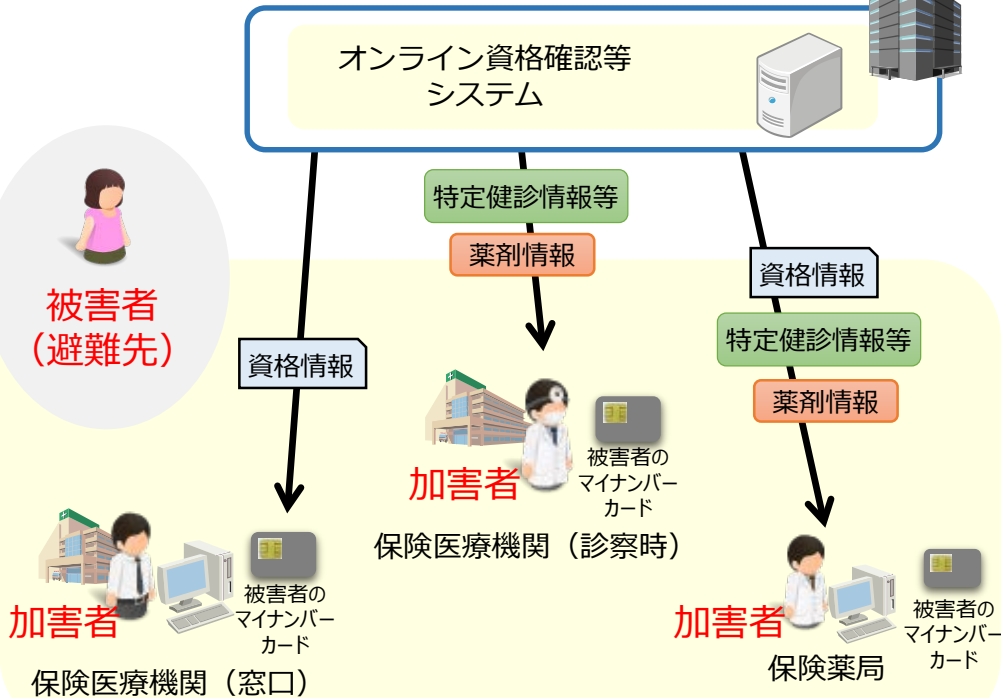 オンライン資格確認等
システム
特定健診情報等
薬剤情報
資格情報
特定健診情報等
薬剤情報
被害者
（避難先）
資格情報
加害者
被害者の
マイナンバー
カード
保険医療機関（診察時）
加害者
被害者の
マイナンバー
カード
保険医療機関（窓口）
加害者
被害者の
マイナンバー
カード
保険薬局